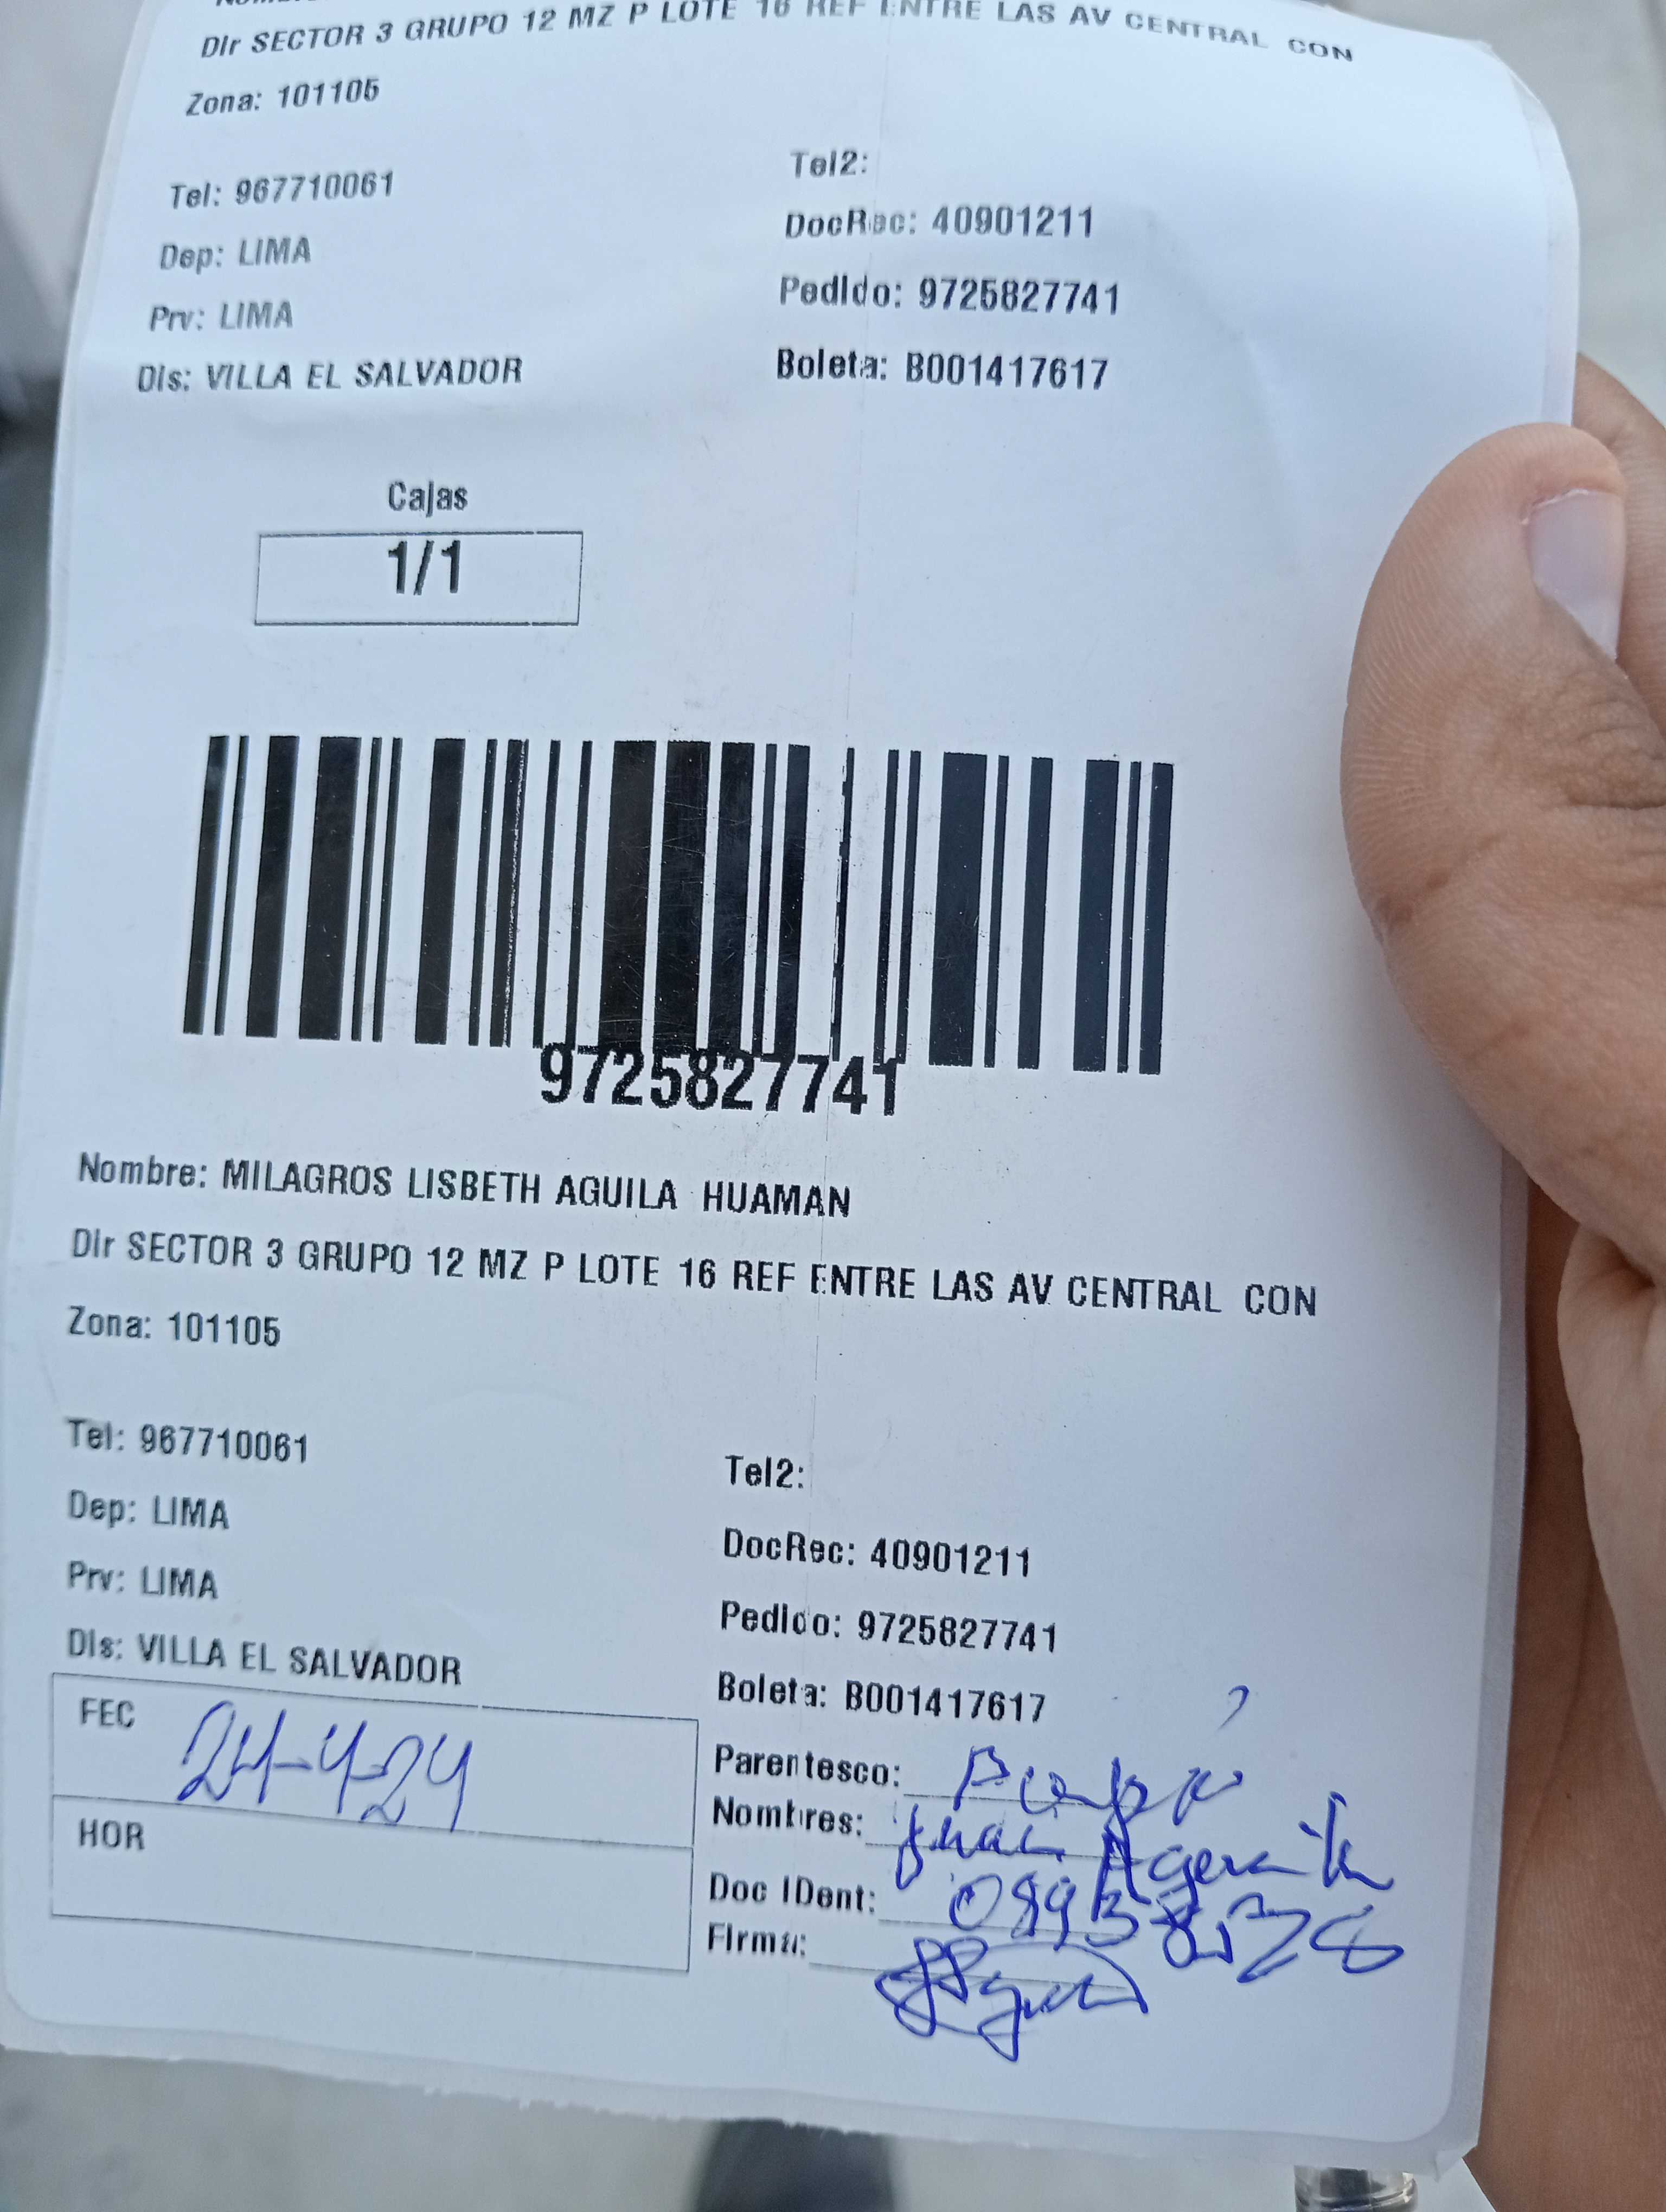 Dir SECTOR 3 GRUPO 12 MZ P LOTE 16 REF ENTRE LAS AV CENTRAL CON
Zona: 101105
Tel: 967710061
Tel2:
Dep: LIMA
DocRec: 40901211
Prv: LIMA
Pedido: 9725827741
Dis: VILLA EL SALVADOR
Boleta: B001417617
Cajas
1/1
9725827741
Nombre: MILAGROS LISBETH AGUILA HUAMAN
Dir SECTOR 3 GRUPO 12 MZ P LOTE 16 REF ENTRE LAS AV CENTRAL CON
Zona: 101105
Tel: 967710061
Tel2:
Dep: LIMA
DocRec: 40901211
Prv: LIMA
Pedido: 9725827741
Dis: VILLA EL SALVADOR
Boleta: B001417617
FEC 24-4-24
HOR
Parentesco:
Nombres:
Doc IDent:
Firma: